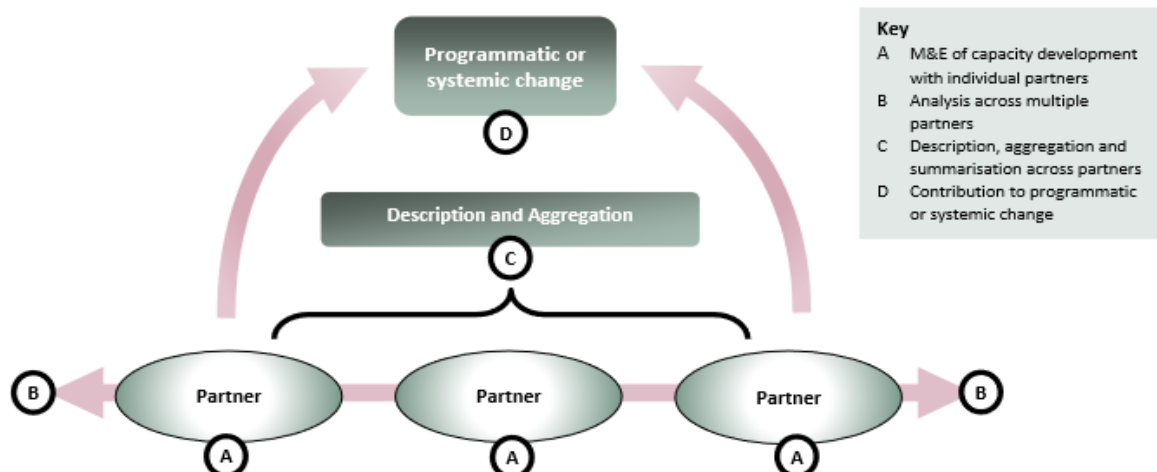 Programmatic or
systemic change
D
Description and Aggregation
C
B
Partner
Partner
Partner
B
A
A
A
Key
A M&E of capacity development
with individual partners
B Analysis across multiple
partners
C Description, aggregation and
summarisation across partners
D Contribution to programmatic
or systemic change